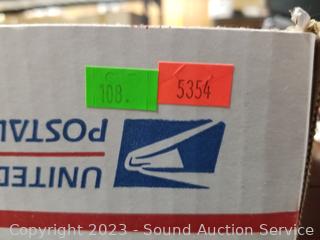 108.
5354
UNITED
POSTAL
Copyright 2023 - Sound Auction Service